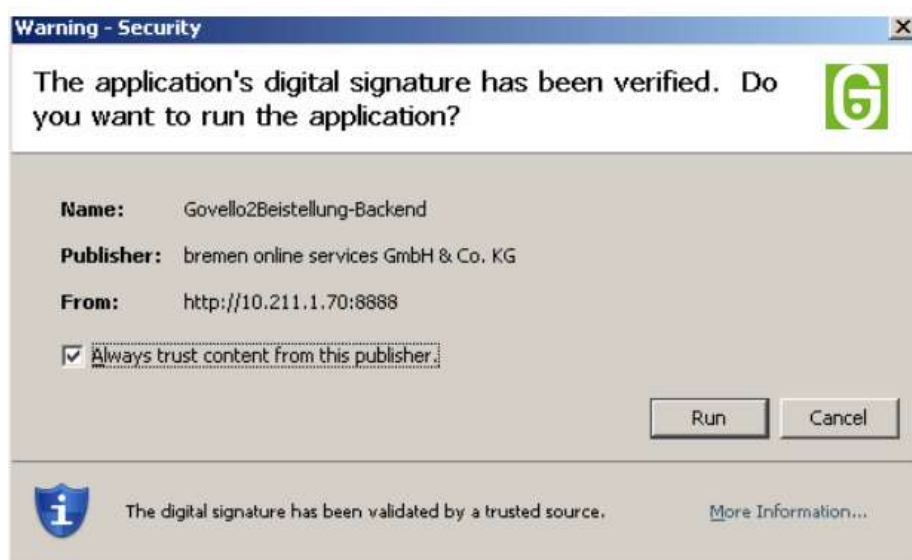 Warning - Security
The application's digital signature has been verified. Do
you want to run the application?
G
Name: Govello2Beistellung-Backend
Publisher: bremen online services GmbH & Co. KG
From: http://10.211.1.70:8888
Always trust content from this publisher.
Run Cancel
The digital signature has been validated by a trusted source. More Information...